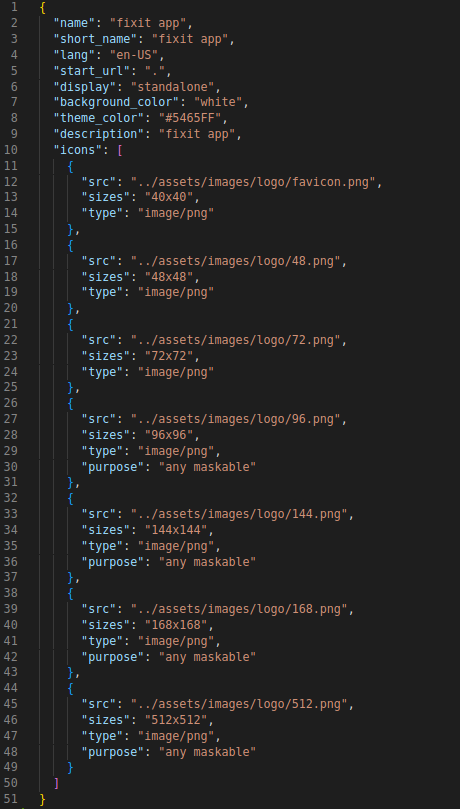 1 {
2 "name": "fixit app",
3 "short_name": "fixit app",
4 "lang": "en-US",
5 "start_url": ".",
6 "display": "standalone",
7 "background_color": "white",
8 "theme_color": "#5465FF",
9 "description": "fixit app",
10 "icons": [
11 {
12 "src": "../assets/images/logo/favicon.png",
13 "sizes": "40x40",
14 "type": "image/png"
15 },
16 {
17 "src": "../assets/images/logo/48.png",
18 "sizes": "48x48",
19 "type": "image/png"
20 },
21 {
22 "src": "../assets/images/logo/72.png",
23 "sizes": "72x72",
24 "type": "image/png"
25 },
26 {
27 "src": "../assets/images/logo/96.png",
28 "sizes": "96x96",
29 "type": "image/png",
30 "purpose": "any maskable"
31 },
32 {
33 "src": "../assets/images/logo/144.png",
34 "sizes": "144x144",
35 "type": "image/png",
36 "purpose": "any maskable"
37 },
38 {
39 "src": "../assets/images/logo/168.png",
40 "sizes": "168x168",
41 "type": "image/png",
42 "purpose": "any maskable"
43 },
44 {
45 "src": "../assets/images/logo/512.png",
46 "sizes": "512x512",
47 "type": "image/png",
48 "purpose": "any maskable"
49 }
50 ]
51 }